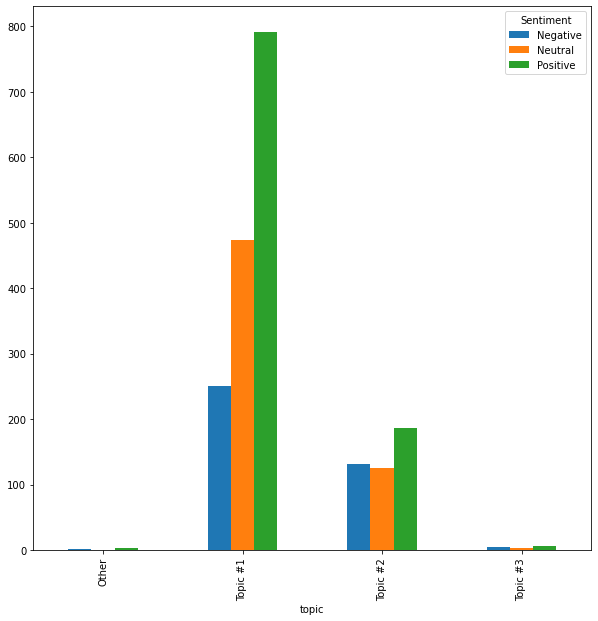 Sentiment
Negative
Neutral
Positive
800
700
600
500
400
300
200
100
0
Other
Topic #1
Topic #2
Topic #3
topic